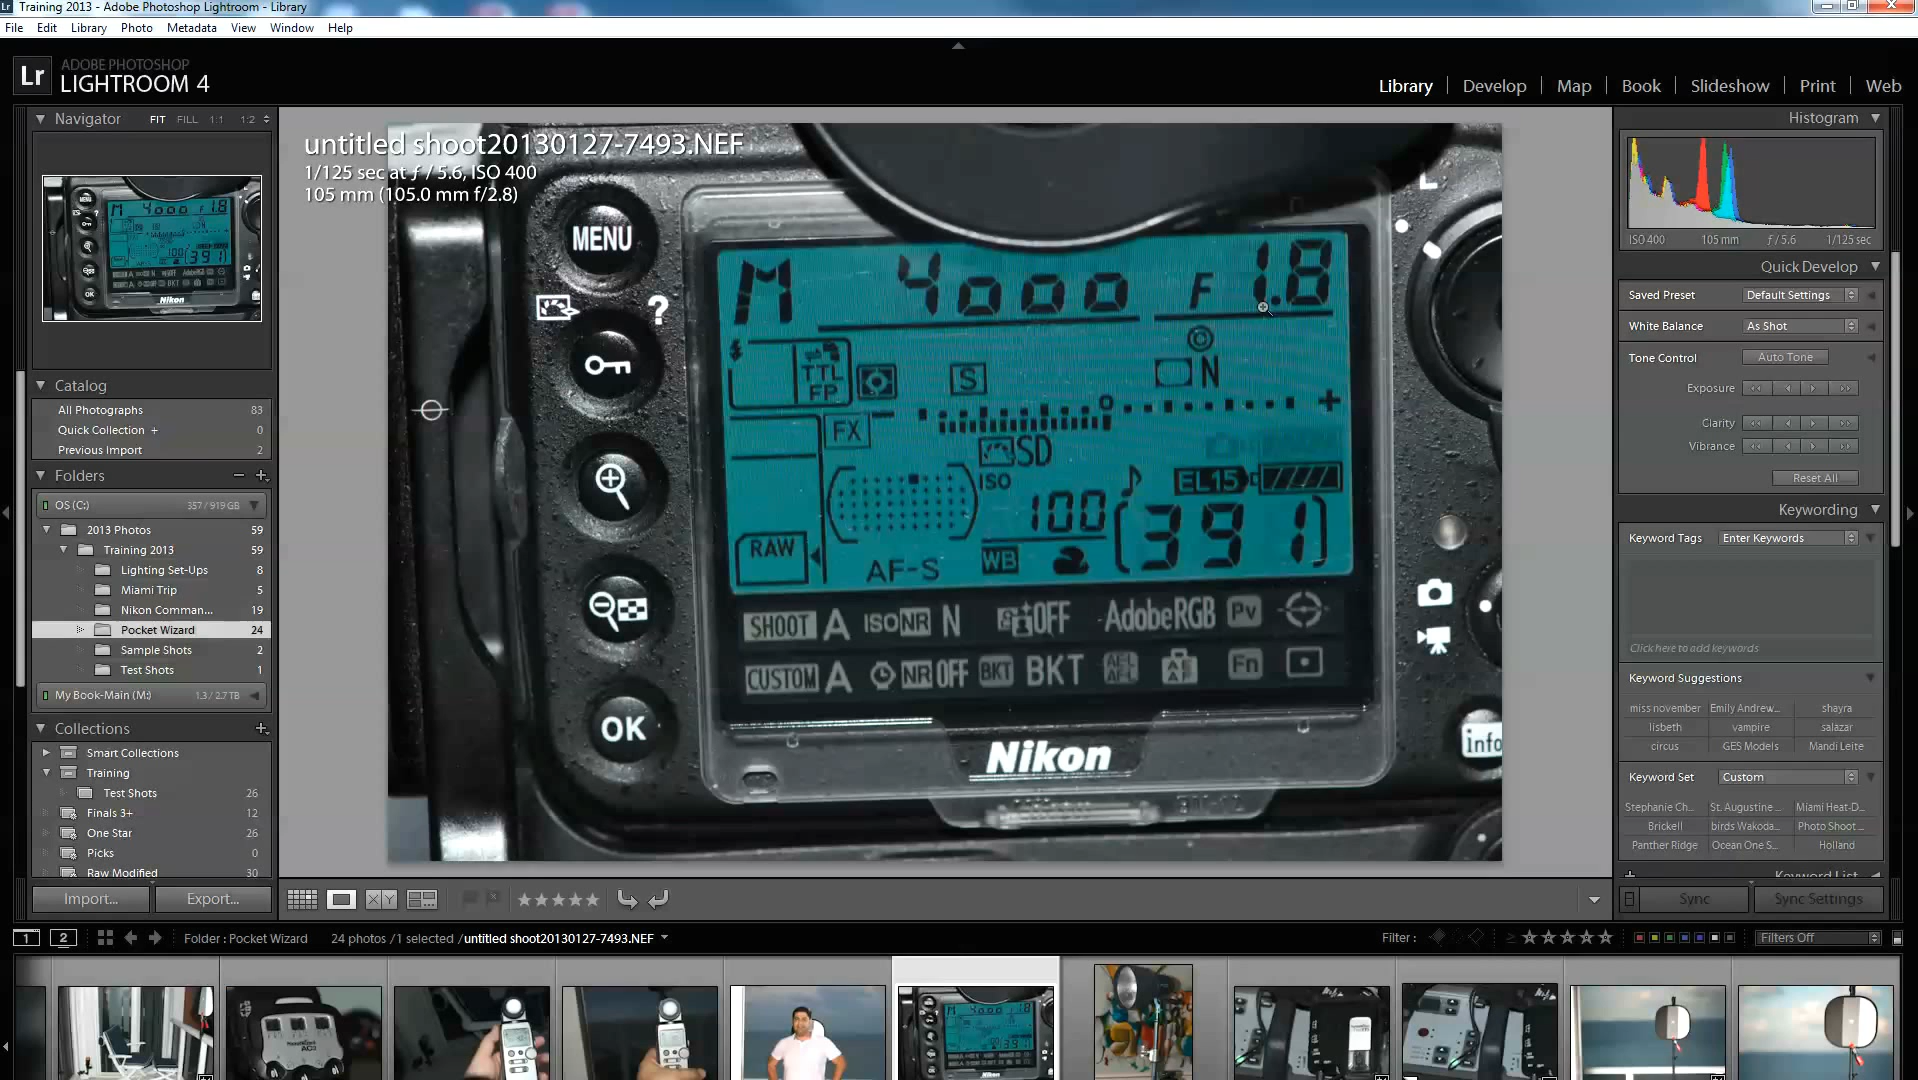 Training 2013 - Adobe Photoshop Lightroom - Library
File Edit Library Photo Metadata View Window Help
Lr ADOBE PHOTOSHOP
LIGHTROOM 4
Library Develop Map Book Slideshow Print Web
Navigator FIT FILL 1:1 1:2
Catalog
All Photographs 83
Quick Collection + 0
Previous Import 2
Folders
OS (C:) 357 / 919 GB
2013 Photos 59
Training 2013 59
Lighting Set-Ups 8
Miami Trip 5
Nikon Comman... 19
Pocket Wizard 24
Sample Shots 2
Test Shots 1
My Book-Main (M:) 1.3 / 2.7 TB
Collections
Smart Collections
Training
Test Shots 26
Finals 3+ 12
One Star 26
Picks 0
Raw Modified 30
Import... Export...
untitled shoot20130127-7493.NEF
1/125 sec at ƒ / 5.6, ISO 400
105 mm (105.0 mm f/2.8)
MENU
?
OK
M 4000 F 1.8
TTL
FP
S
N
FX
SD
ISO
EL15
100 [391]
RAW
AF-S
WB
SHOOT A ISO NR N OFF AdobeRGB Pv
CUSTOM A NR OFF BKT BKT Fn
Nikon
L
info
Histogram
ISO 400 105 mm ƒ / 5.6 1/125 sec
Quick Develop
Saved Preset Default Settings
White Balance As Shot
Tone Control Auto Tone
Exposure
Clarity
Vibrance
Reset All
Keywording
Keyword Tags Enter Keywords
Click here to add keywords
Keyword Suggestions
miss november Emily Andrew... shayra
lisbeth vampire salazar
circus GES Models Mandi Leite
Keyword Set Custom
Stephanie Ch... St. Augustine ... Miami Heat-D...
Brickell birds Wakoda... Photo Shoot ...
Panther Ridge Ocean One S... Holland
Keyword List
Sync Sync Settings
XY
1 2 Folder : Pocket Wizard 24 photos / 1 selected / untitled shoot20130127-7493.NEF
Filter : Filters Off